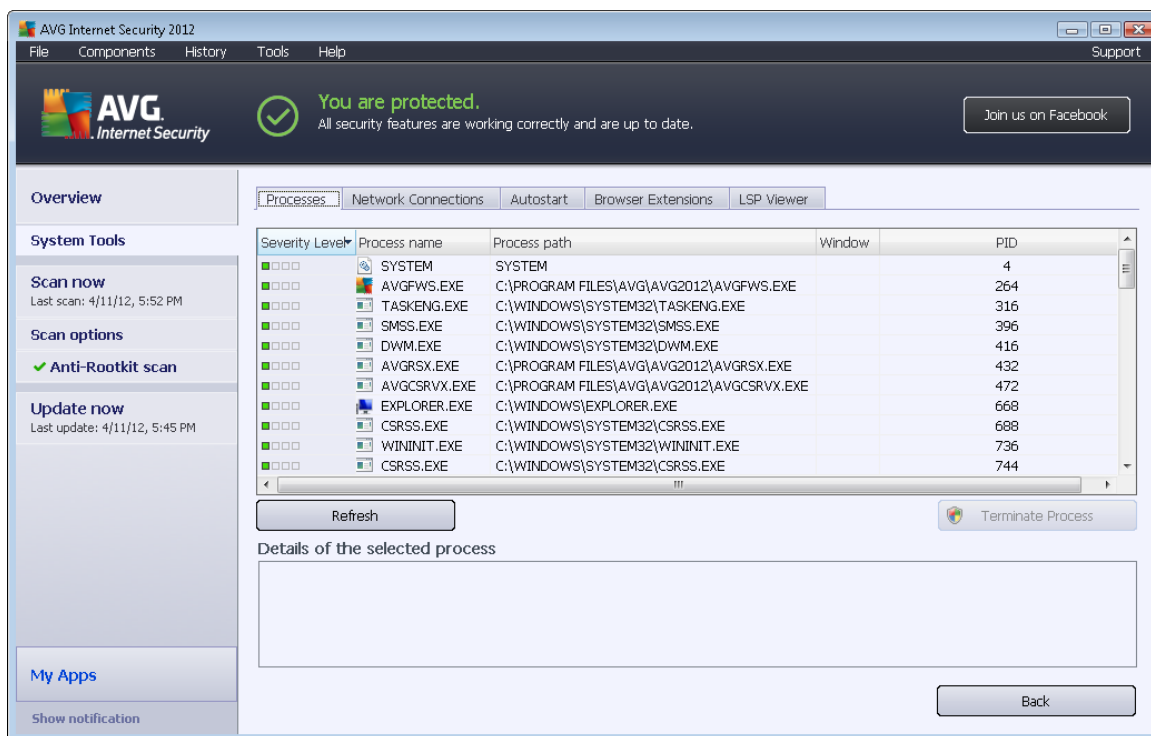 AVG Internet Security 2012
File Components History Tools Help Support
AVG.
Internet Security
You are protected.
All security features are working correctly and are up to date.
Join us on Facebook
Overview
System Tools
Scan now
Last scan: 4/11/12, 5:52 PM
Scan options
Anti-Rootkit scan
Update now
Last update: 4/11/12, 5:45 PM
My Apps
Show notification
Processes Network Connections Autostart Browser Extensions LSP Viewer
Severity Level Process name Process path Window PID
SYSTEM SYSTEM 4
AVGFWS.EXE C:\PROGRAM FILES\AVG\AVG2012\AVGFWS.EXE 264
TASKENG.EXE C:\WINDOWS\SYSTEM32\TASKENG.EXE 316
SMSS.EXE C:\WINDOWS\SYSTEM32\SMSS.EXE 396
DWM.EXE C:\WINDOWS\SYSTEM32\DWM.EXE 416
AVGRSX.EXE C:\PROGRAM FILES\AVG\AVG2012\AVGRSX.EXE 432
AVGCSRVX.EXE C:\PROGRAM FILES\AVG\AVG2012\AVGCSRVX.EXE 472
EXPLORER.EXE C:\WINDOWS\EXPLORER.EXE 668
CSRSS.EXE C:\WINDOWS\SYSTEM32\CSRSS.EXE 688
WININIT.EXE C:\WINDOWS\SYSTEM32\WININIT.EXE 736
CSRSS.EXE C:\WINDOWS\SYSTEM32\CSRSS.EXE 744
Refresh Terminate Process
Details of the selected process
Back